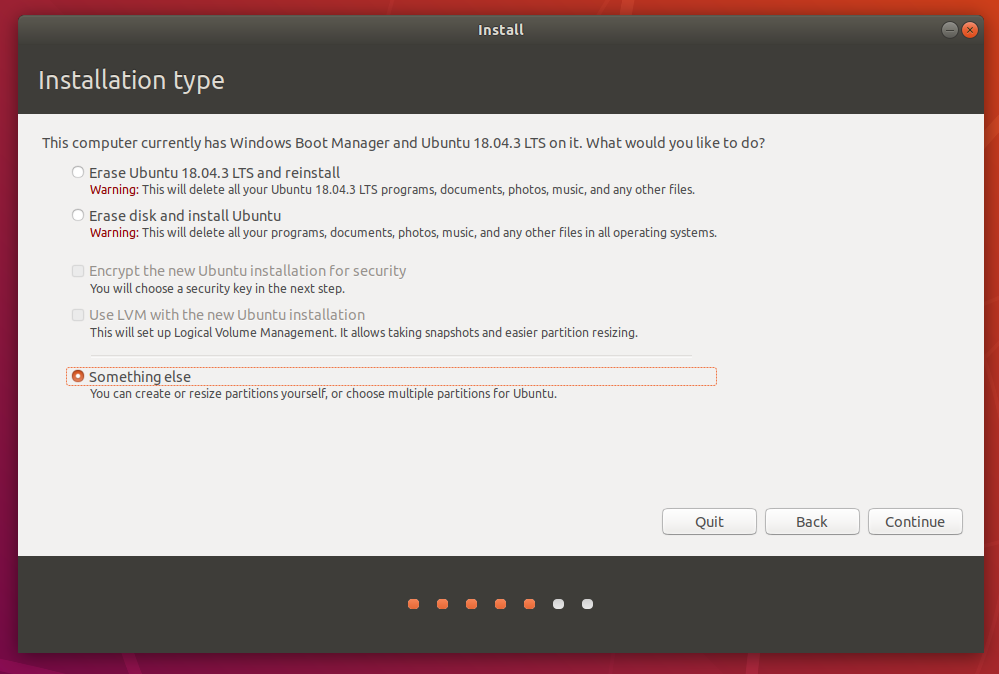 Install
Installation type
This computer currently has Windows Boot Manager and Ubuntu 18.04.3 LTS on it. What would you like to do?
Erase Ubuntu 18.04.3 LTS and reinstall
Warning: This will delete all your Ubuntu 18.04.3 LTS programs, documents, photos, music, and any other files.
Erase disk and install Ubuntu
Warning: This will delete all your programs, documents, photos, music, and any other files in all operating systems.
Encrypt the new Ubuntu installation for security
You will choose a security key in the next step.
Use LVM with the new Ubuntu installation
This will set up Logical Volume Management. It allows taking snapshots and easier partition resizing.
Something else
You can create or resize partitions yourself, or choose multiple partitions for Ubuntu.
Quit Back Continue